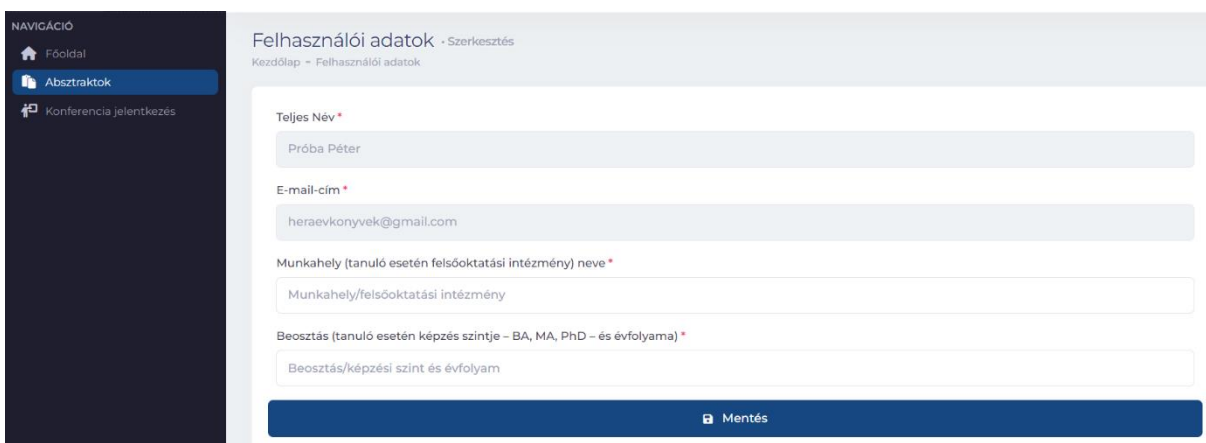 NAVIGÁCIÓ
Főoldal
Absztraktok
Konferencia jelentkezés
Felhasználói adatok • Szerkesztés
Kezdőlap - Felhasználói adatok
Teljes Név *
Próba Péter
E-mail-cím *
heraevkonyvek@gmail.com
Munkahely (tanuló esetén felsőoktatási intézmény) neve *
Munkahely/felsőoktatási intézmény
Beosztás (tanuló esetén képzés szintje – BA, MA, PhD – és évfolyama) *
Beosztás/képzési szint és évfolyam
Mentés